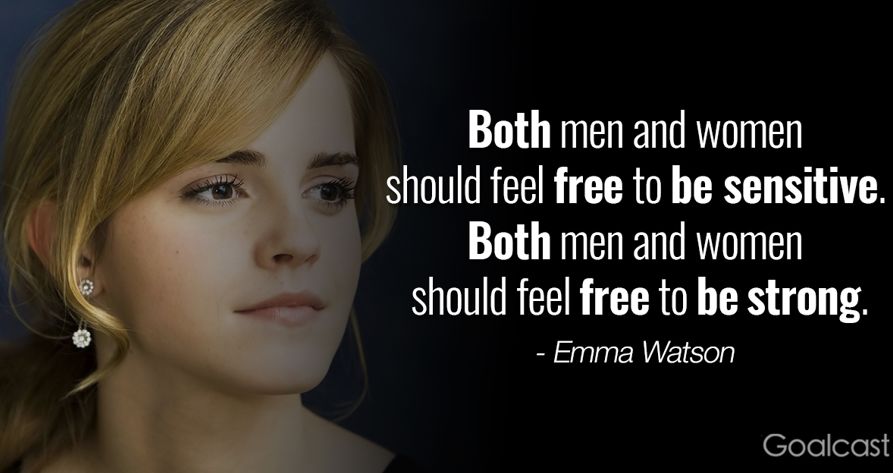 Both men and women
should feel free to be sensitive.
Both men and women
should feel free to be strong.
- Emma Watson
Goalcast